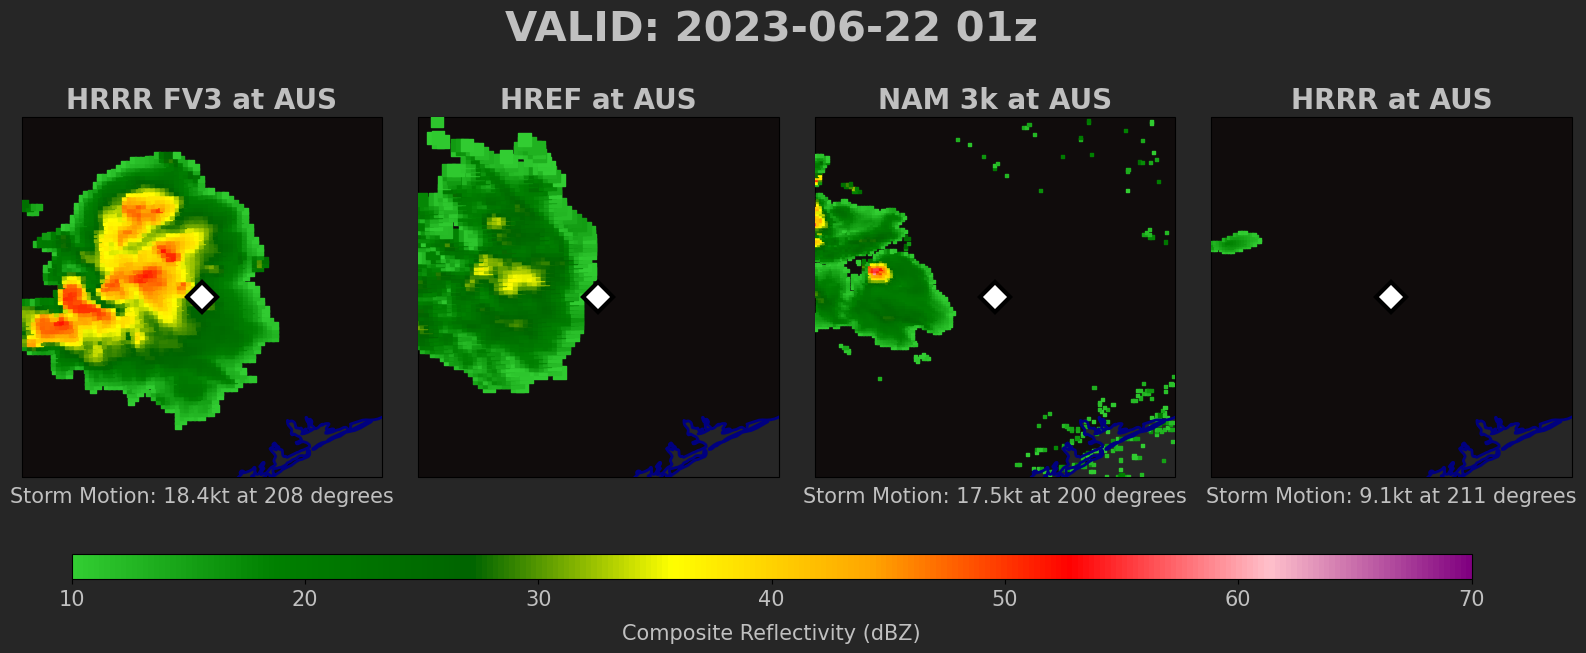 VALID: 2023-06-22 01z
HRRR FV3 at AUS
HREF at AUS
NAM 3k at AUS
HRRR at AUS
Storm Motion: 18.4kt at 208 degrees
Storm Motion: 17.5kt at 200 degrees
Storm Motion: 9.1kt at 211 degrees
10 20 30 40 50 60 70
Composite Reflectivity (dBZ)